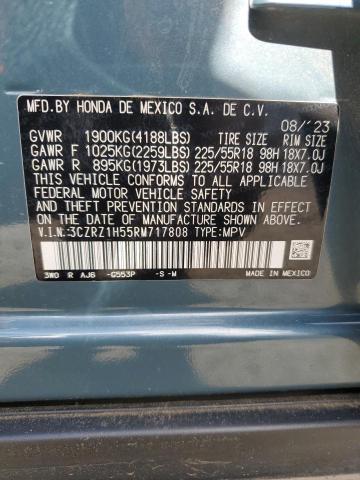 MFD.BY HONDA DE MEXICO S.A. DE C.V.
08/'23
GVWR 1900KG(4188LBS) TIRE SIZE RIM SIZE
GAWR F 1025KG(2259LBS) 225/55R18 98H 18X7.0J
GAWR R 895KG(1973LBS) 225/55R18 98H 18X7.0J
THIS VEHICLE CONFORMS TO ALL APPLICABLE
FEDERAL MOTOR VEHICLE SAFETY AND THEFT
PREVENTION STANDARDS IN EFFECT ON THE
DATE OF MANUFACTURE SHOWN ABOVE.
V.I.N.:3CZRZ1H55RM717808 TYPE:MPV
3W0 R AJ6 -G553P -S -M MADE IN MEXICO